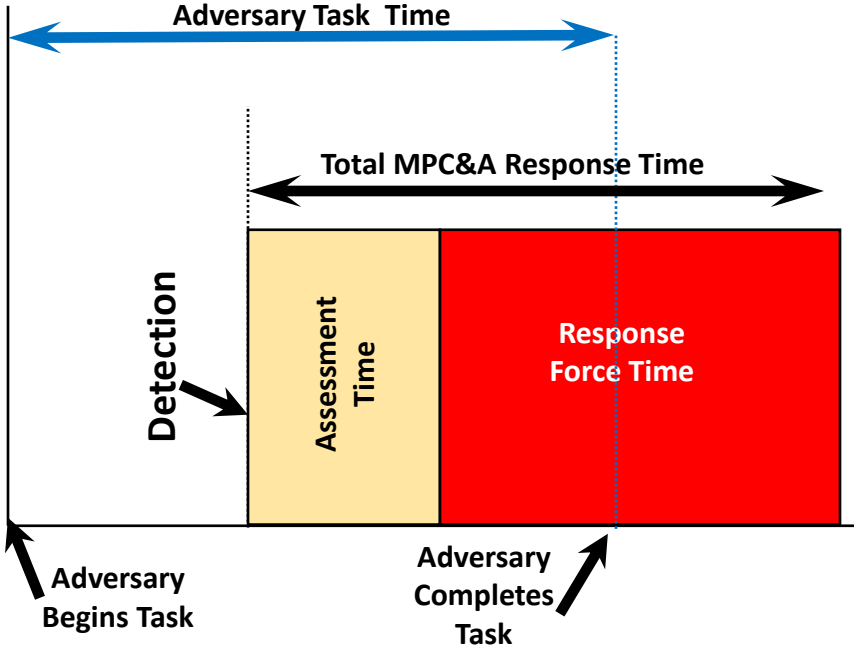 Adversary Task Time
Total MPC&A Response Time
Detection
Assessment
Time
Response
Force Time
Adversary
Begins Task
Adversary
Completes
Task